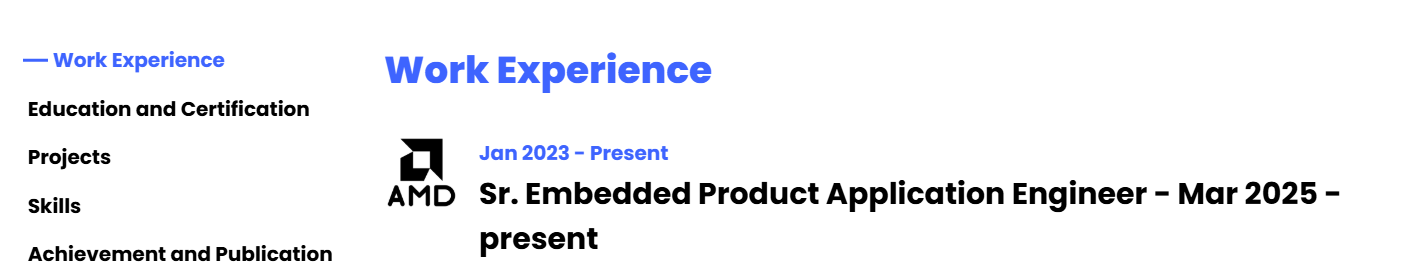 — Work Experience
Education and Certification
Projects
Skills
Achievement and Publication
Work Experience
AMD
Jan 2023 - Present
Sr. Embedded Product Application Engineer - Mar 2025 -
present